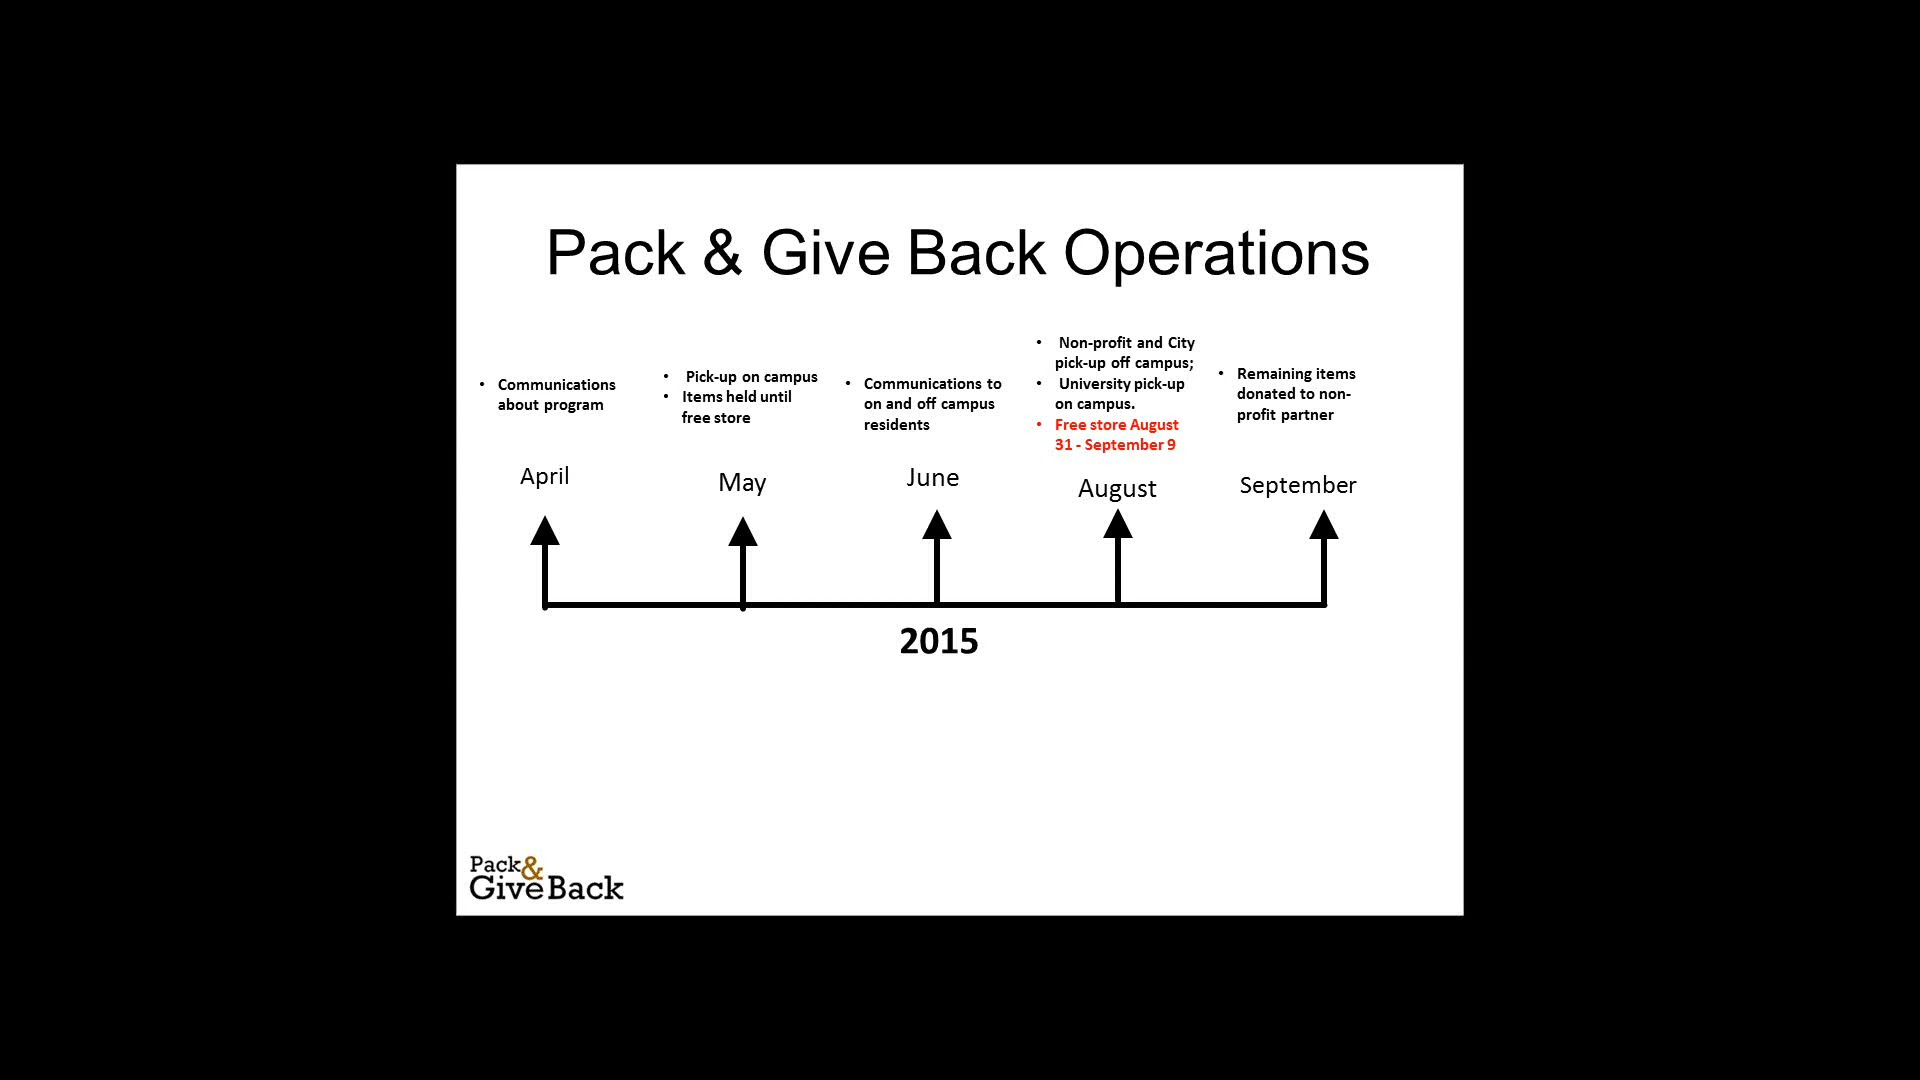 Pack & Give Back Operations
• Communications
about program
April
• Pick-up on campus
• Items held until
free store
May
• Communications to
on and off campus
residents
June
• Non-profit and City
pick-up off campus;
• University pick-up
on campus.
• Free store August
31 - September 9
August
• Remaining items
donated to non-
profit partner
September
2015
Pack&
Give Back